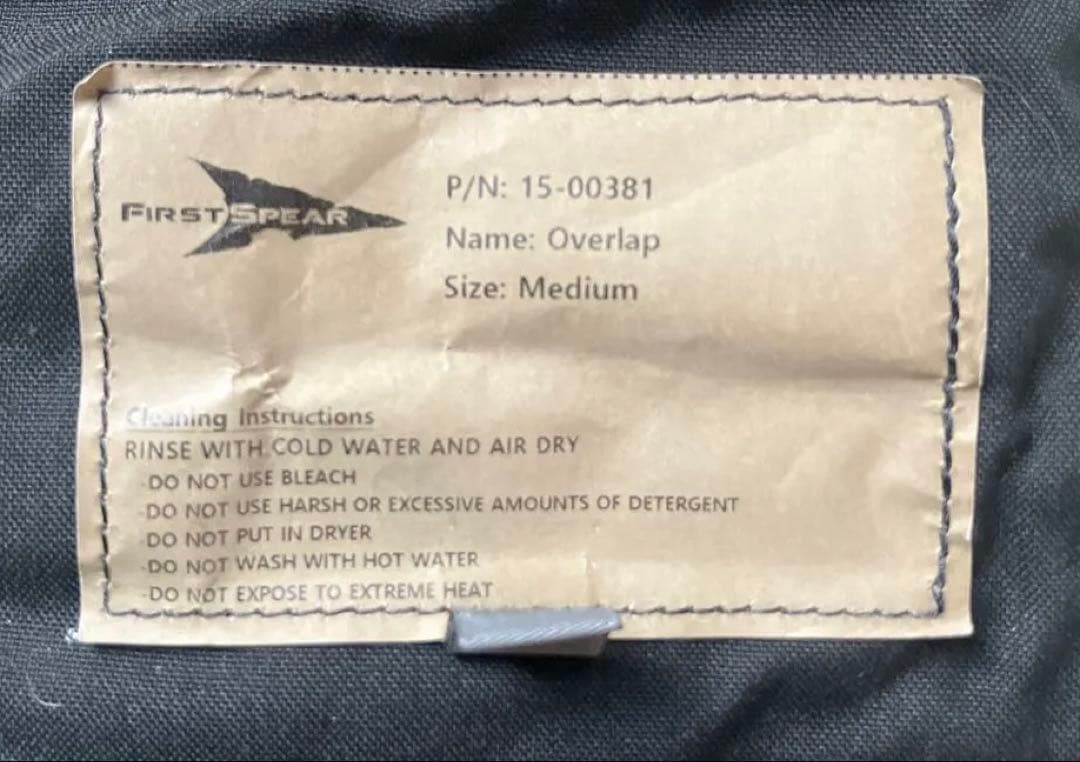 FIRSTSPEAR
P/N: 15-00381
Name: Overlap
Size: Medium
Cleaning Instructions
RINSE WITH COLD WATER AND AIR DRY
-DO NOT USE BLEACH
-DO NOT USE HARSH OR EXCESSIVE AMOUNTS OF DETERGENT
-DO NOT PUT IN DRYER
-DO NOT WASH WITH HOT WATER
-DO NOT EXPOSE TO EXTREME HEAT